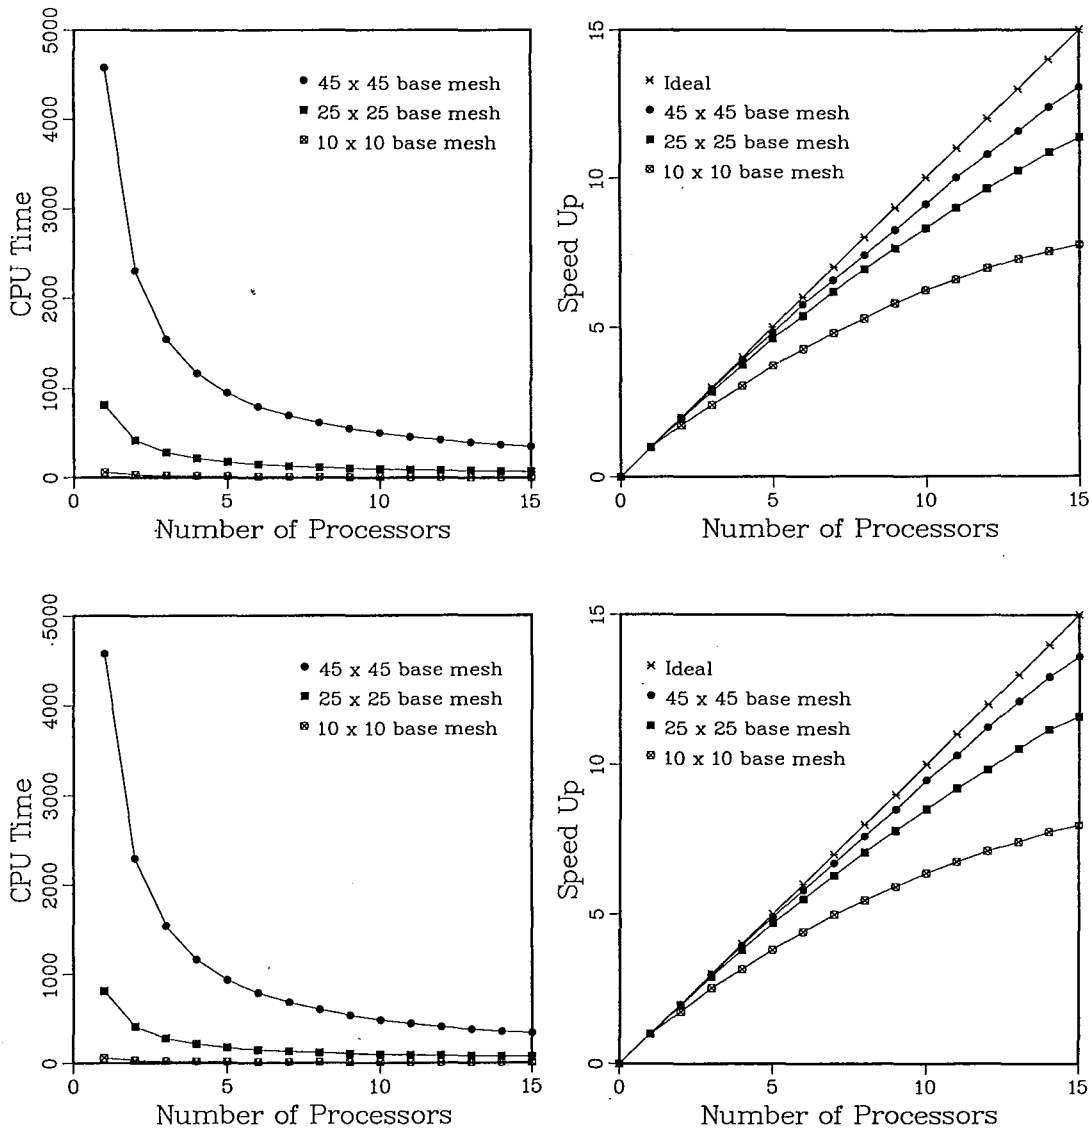 5000
4000
3000
2000
1000
0
CPU Time
45 x 45 base mesh
25 x 25 base mesh
10 x 10 base mesh
0
5
10
15
Number of Processors
15
10
5
0
Speed Up
Ideal
45 x 45 base mesh
25 x 25 base mesh
10 x 10 base mesh
0
5
10
15
Number of Processors
5000
4000
3000
2000
1000
0
CPU Time
45 x 45 base mesh
25 x 25 base mesh
10 x 10 base mesh
0
5
10
15
Number of Processors
15
10
5
0
Speed Up
Ideal
45 x 45 base mesh
25 x 25 base mesh
10 x 10 base mesh
0
5
10
15
Number of Processors